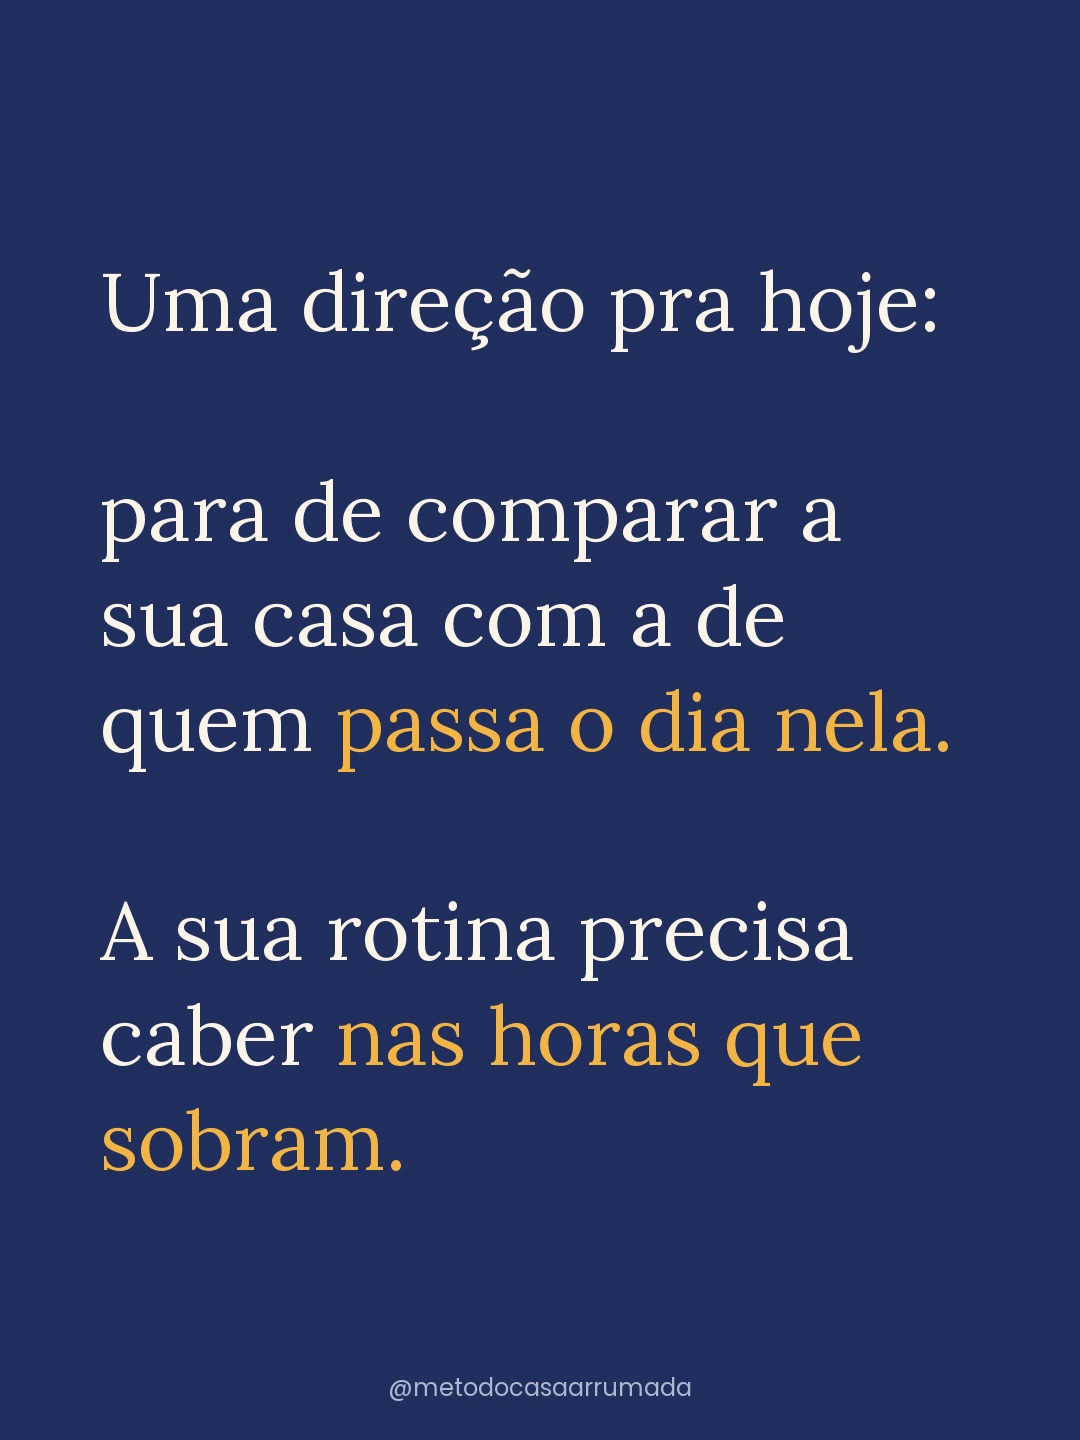 Uma direção pra hoje:
para de comparar a
sua casa com a de
quem passa o dia nela.
A sua rotina precisa
caber nas horas que
sobram.
@metodocasaarrumada